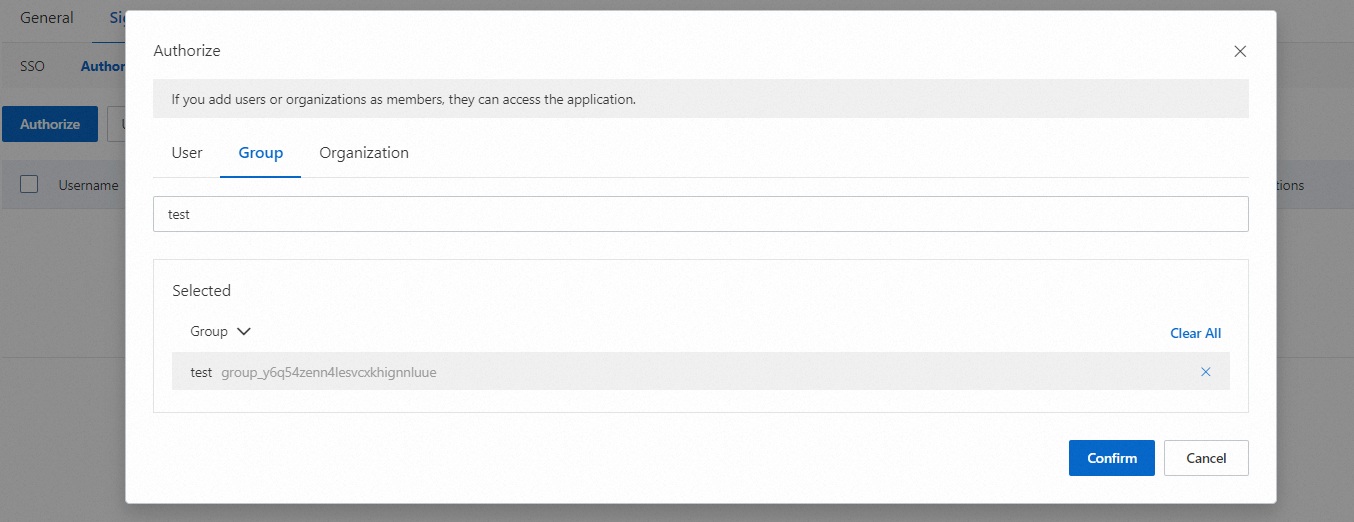 General
SSO
Authorize
Username
Authorize
If you add users or organizations as members, they can access the application.
User Group Organization
test
Selected
Group
Clear All
test group_y6q54zenn4lesvcxkhignnluue
Confirm Cancel